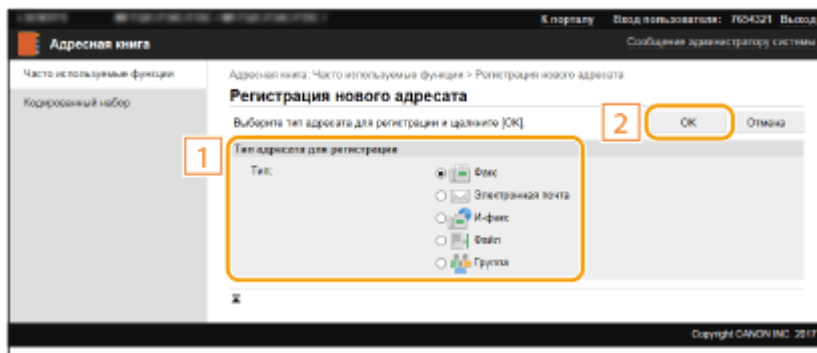 К порталу Вход пользователя: 7654321 Выход
Адресная книга
Сообщение администратору системы
Часто используемые функции
Кодированный набор
Адресная книга: Часто используемые функции > Регистрация нового адресата
Регистрация нового адресата
Выберите тип адресата для регистрации и щелкните [OK].
2
OK
Отмена
1
Тип адресата для регистрации
Тип:
Факс
Электронная почта
И-факс
Файл
Группа
Copyright CANON INC. 2017